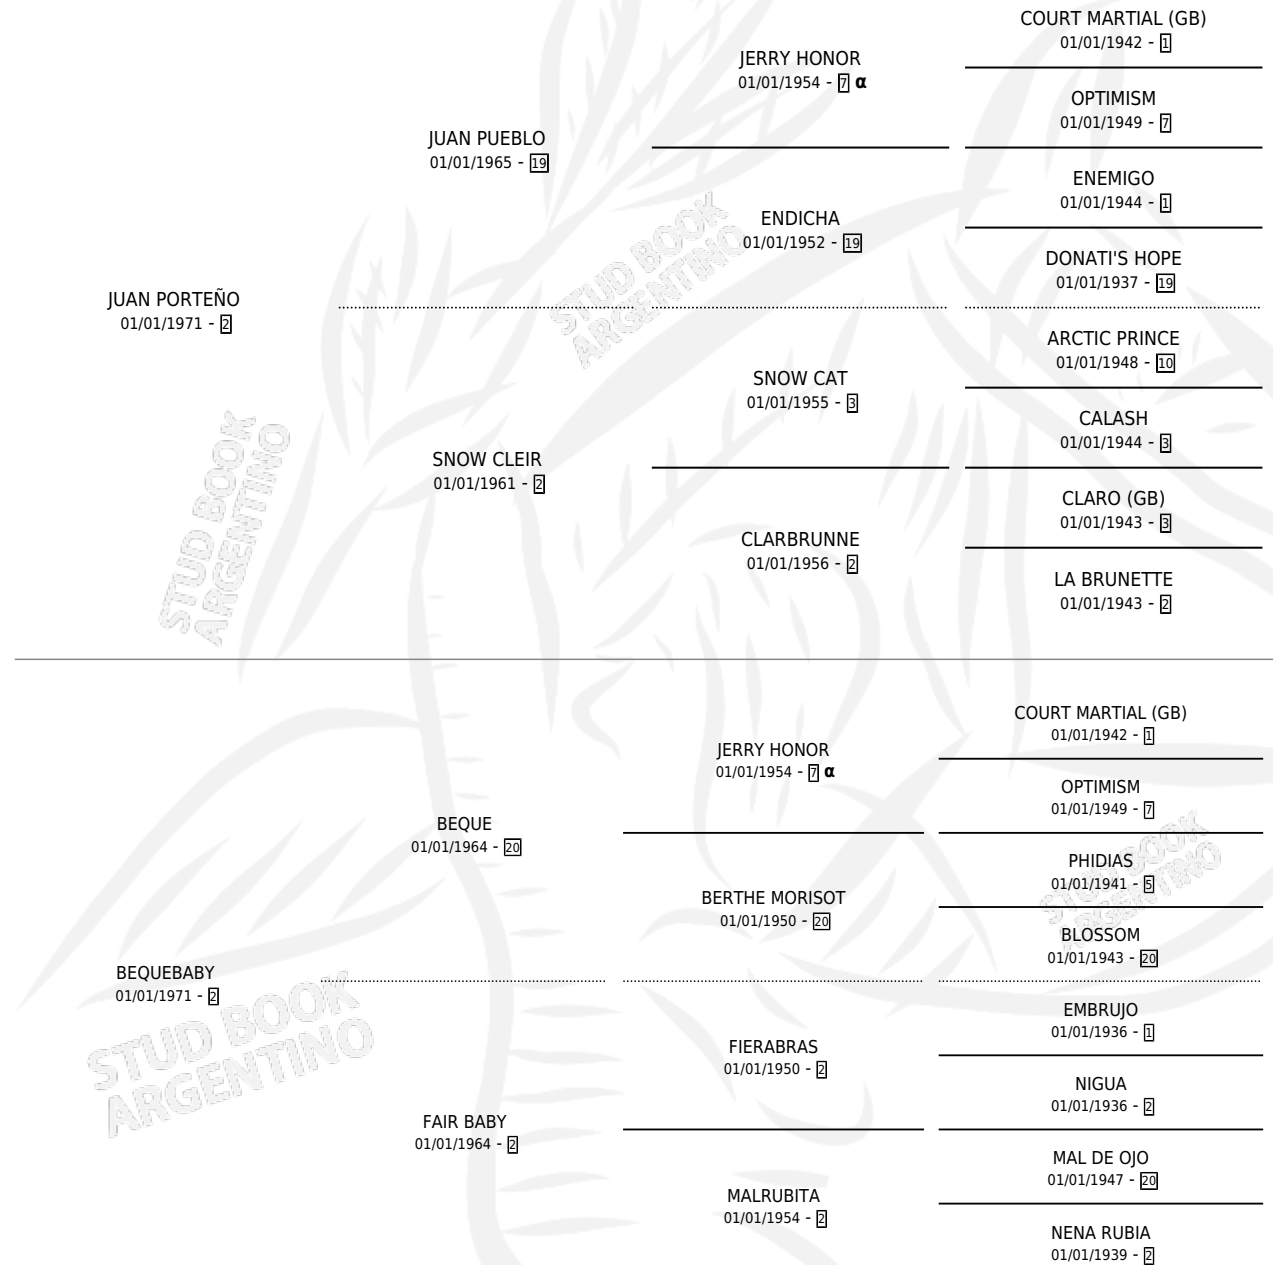 COURT MARTIAL (GB)
01/01/1942 - 1
JERRY HONOR
01/01/1954 - 7 α
OPTIMISM
01/01/1949 - 7
JUAN PUEBLO
01/01/1965 - 19
ENEMIGO
01/01/1944 - 1
ENDICHA
01/01/1952 - 19
DONATI'S HOPE
01/01/1937 - 19
JUAN PORTEÑO
01/01/1971 - 2
ARCTIC PRINCE
01/01/1948 - 10
SNOW CAT
01/01/1955 - 3
CALASH
01/01/1944 - 3
SNOW CLEIR
01/01/1961 - 2
CLARO (GB)
01/01/1943 - 3
CLARBRUNNE
01/01/1956 - 2
LA BRUNETTE
01/01/1943 - 2
STUD BOOK
ARGENTINO
STUD BOOK
ARGENTINO
COURT MARTIAL (GB)
01/01/1942 - 1
JERRY HONOR
01/01/1954 - 7 α
OPTIMISM
01/01/1949 - 7
BEQUE
01/01/1964 - 20
PHIDIAS
01/01/1941 - 5
BERTHE MORISOT
01/01/1950 - 20
BLOSSOM
01/01/1943 - 20
BEQUEBABY
01/01/1971 - 2
EMBRUJO
01/01/1936 - 1
FIERABRAS
01/01/1950 - 2
NIGUA
01/01/1936 - 2
FAIR BABY
01/01/1964 - 2
MAL DE OJO
01/01/1947 - 20
MALRUBITA
01/01/1954 - 2
NENA RUBIA
01/01/1939 - 2
STUD BOOK
ARGENTINO
STUD BOOK
ARGENTINO